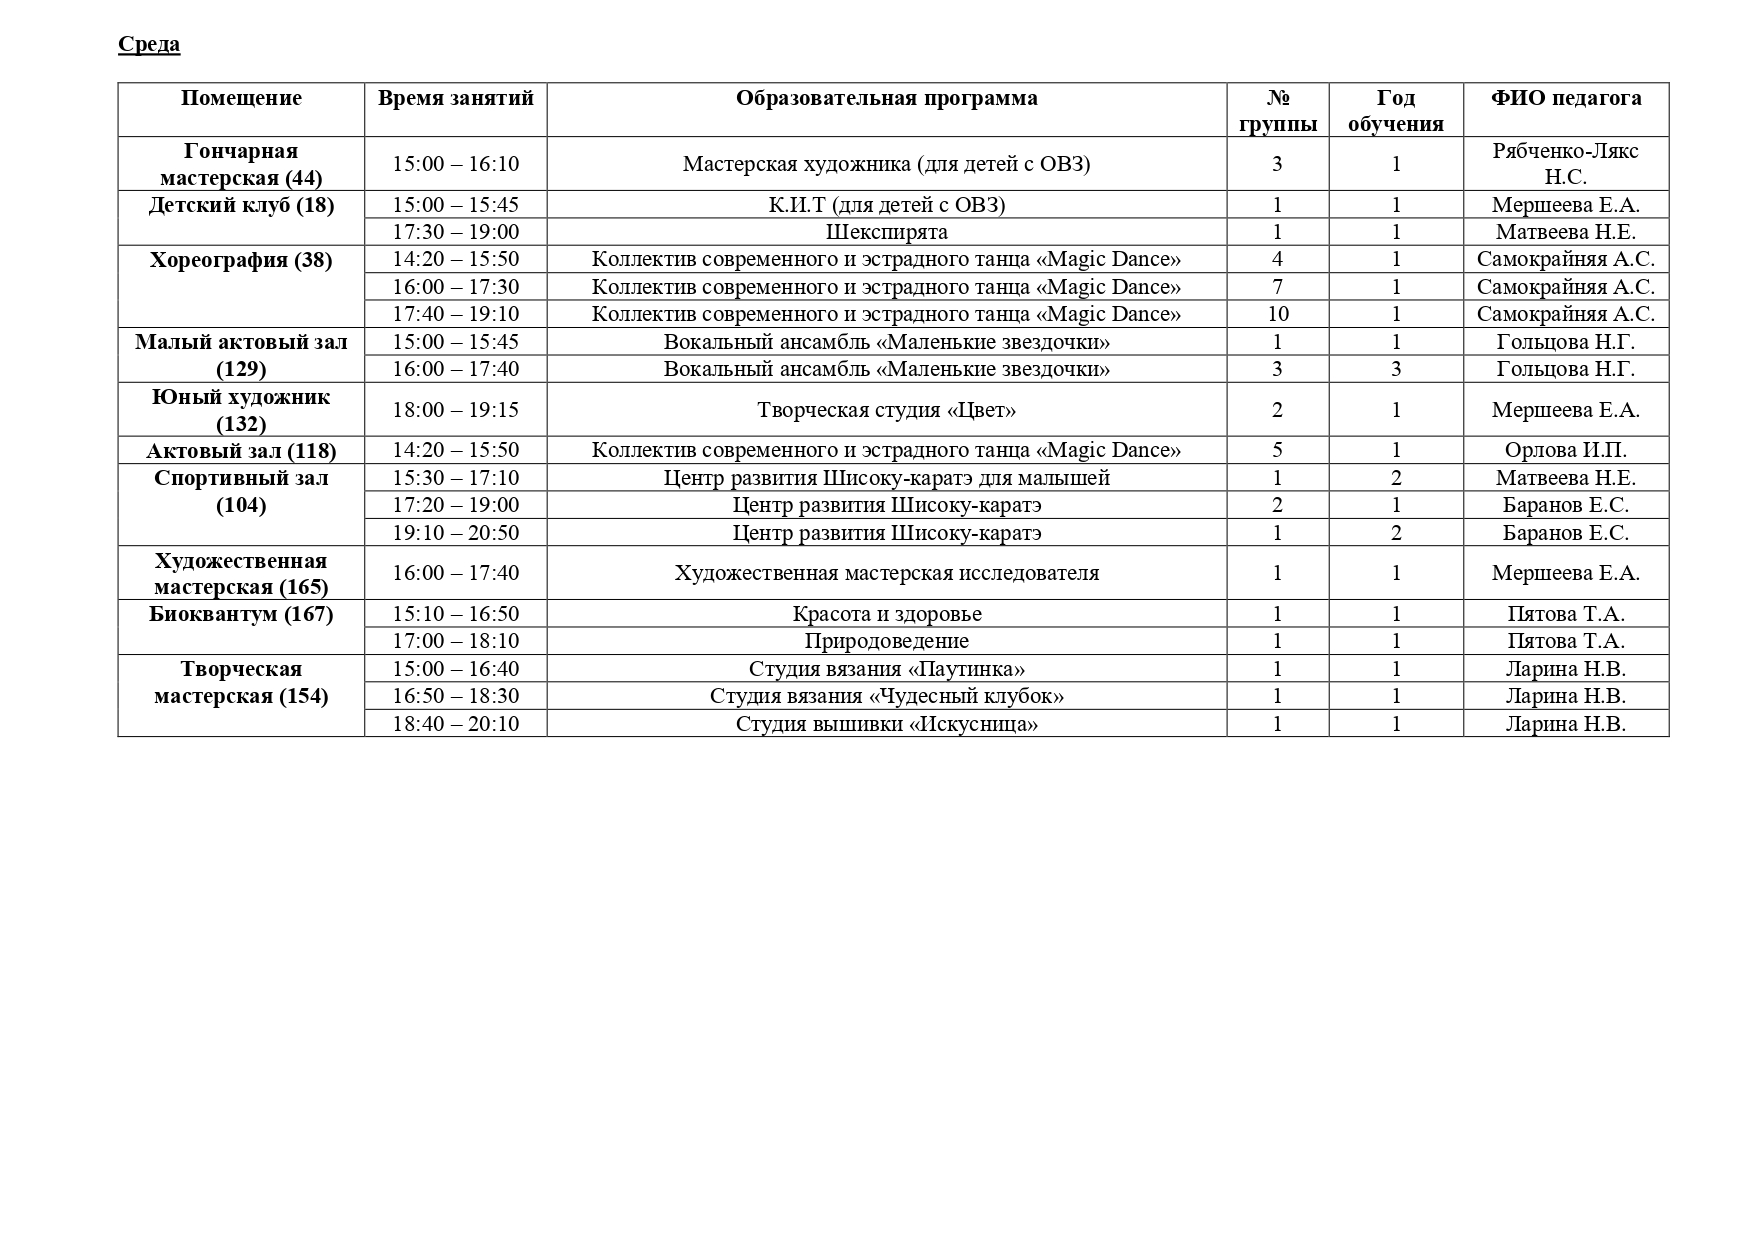 Среда
Помещение Время занятий Образовательная программа № группы Год обучения ФИО педагога
Гончарная мастерская (44) 15:00 – 16:10 Мастерская художника (для детей с ОВЗ) 3 1 Рябченко-Лякс Н.С.
Детский клуб (18) 15:00 – 15:45 К.И.Т (для детей с ОВЗ) 1 1 Мершеева Е.А.
17:30 – 19:00 Шекспирята 1 1 Матвеева Н.Е.
Хореография (38) 14:20 – 15:50 Коллектив современного и эстрадного танца «Magic Dance» 4 1 Самокрайняя А.С.
16:00 – 17:30 Коллектив современного и эстрадного танца «Magic Dance» 7 1 Самокрайняя А.С.
17:40 – 19:10 Коллектив современного и эстрадного танца «Magic Dance» 10 1 Самокрайняя А.С.
Малый актовый зал (129) 15:00 – 15:45 Вокальный ансамбль «Маленькие звездочки» 1 1 Гольцова Н.Г.
16:00 – 17:40 Вокальный ансамбль «Маленькие звездочки» 3 3 Гольцова Н.Г.
Юный художник (132) 18:00 – 19:15 Творческая студия «Цвет» 2 1 Мершеева Е.А.
Актовый зал (118) 14:20 – 15:50 Коллектив современного и эстрадного танца «Magic Dance» 5 1 Орлова И.П.
Спортивный зал (104) 15:30 – 17:10 Центр развития Шисоку-каратэ для малышей 1 2 Матвеева Н.Е.
17:20 – 19:00 Центр развития Шисоку-каратэ 2 1 Баранов Е.С.
19:10 – 20:50 Центр развития Шисоку-каратэ 1 2 Баранов Е.С.
Художественная мастерская (165) 16:00 – 17:40 Художественная мастерская исследователя 1 1 Мершеева Е.А.
Биоквантум (167) 15:10 – 16:50 Красота и здоровье 1 1 Пятова Т.А.
17:00 – 18:10 Природоведение 1 1 Пятова Т.А.
Творческая мастерская (154) 15:00 – 16:40 Студия вязания «Паутинка» 1 1 Ларина Н.В.
16:50 – 18:30 Студия вязания «Чудесный клубок» 1 1 Ларина Н.В.
18:40 – 20:10 Студия вышивки «Искусница» 1 1 Ларина Н.В.